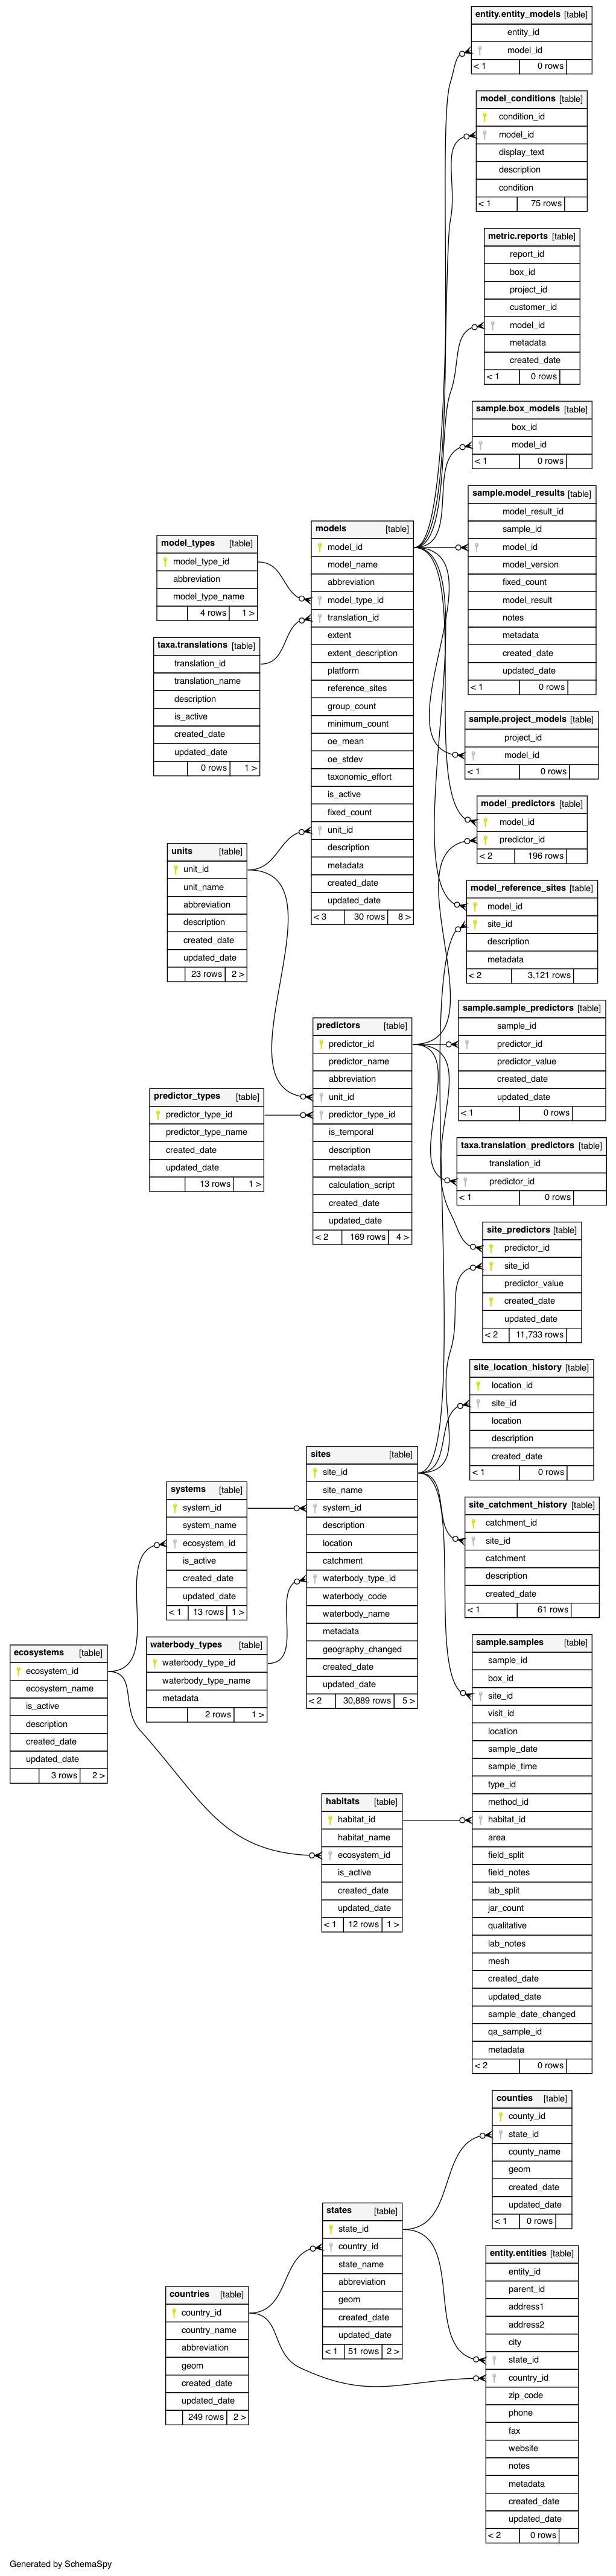 entity.entity_models [table]
entity_id
model_id
< 1 0 rows
model_conditions [table]
condition_id
model_id
display_text
description
condition
< 1 75 rows
metric.reports [table]
report_id
box_id
project_id
customer_id
model_id
metadata
created_date
< 1 0 rows
sample.box_models [table]
box_id
model_id
< 1 0 rows
sample.model_results [table]
model_result_id
sample_id
model_id
model_version
fixed_count
model_result
notes
metadata
created_date
updated_date
< 1 0 rows
models [table]
model_id
model_name
abbreviation
model_type_id
translation_id
extent
extent_description
platform
reference_sites
group_count
minimum_count
oe_mean
oe_stdev
taxonomic_effort
is_active
fixed_count
unit_id
description
metadata
created_date
updated_date
< 3 30 rows 8 >
model_types [table]
model_type_id
abbreviation
model_type_name
4 rows 1 >
taxa.translations [table]
translation_id
translation_name
description
is_active
created_date
updated_date
0 rows 1 >
sample.project_models [table]
project_id
model_id
< 1 0 rows
model_predictors [table]
model_id
predictor_id
< 2 196 rows
units [table]
unit_id
unit_name
abbreviation
description
created_date
updated_date
23 rows 2 >
model_reference_sites [table]
model_id
site_id
description
metadata
< 2 3,121 rows
sample.sample_predictors [table]
sample_id
predictor_id
predictor_value
created_date
updated_date
< 1 0 rows
predictors [table]
predictor_id
predictor_name
abbreviation
unit_id
predictor_type_id
is_temporal
description
metadata
calculation_script
created_date
updated_date
< 2 169 rows 4 >
predictor_types [table]
predictor_type_id
predictor_type_name
created_date
updated_date
13 rows 1 >
taxa.translation_predictors [table]
translation_id
predictor_id
< 1 0 rows
site_predictors [table]
predictor_id
site_id
predictor_value
created_date
updated_date
< 2 11,733 rows
site_location_history [table]
location_id
site_id
location
description
created_date
< 1 0 rows
sites [table]
site_id
site_name
system_id
description
location
catchment
waterbody_type_id
waterbody_code
waterbody_name
metadata
geography_changed
created_date
updated_date
< 2 30,889 rows 5 >
systems [table]
system_id
system_name
ecosystem_id
is_active
created_date
updated_date
< 1 13 rows 1 >
site_catchment_history [table]
catchment_id
site_id
catchment
description
created_date
< 1 61 rows
waterbody_types [table]
waterbody_type_id
waterbody_type_name
metadata
2 rows 1 >
ecosystems [table]
ecosystem_id
ecosystem_name
is_active
description
created_date
updated_date
3 rows 2 >
sample.samples [table]
sample_id
box_id
site_id
visit_id
location
sample_date
sample_time
type_id
method_id
habitat_id
area
field_split
field_notes
lab_split
jar_count
qualitative
lab_notes
mesh
created_date
updated_date
sample_date_changed
qa_sample_id
metadata
< 2 0 rows
habitats [table]
habitat_id
habitat_name
ecosystem_id
is_active
created_date
updated_date
< 1 12 rows 1 >
counties [table]
county_id
state_id
county_name
geom
created_date
updated_date
< 1 0 rows
states [table]
state_id
country_id
state_name
abbreviation
geom
created_date
updated_date
< 1 51 rows 2 >
entity.entities [table]
entity_id
parent_id
address1
address2
city
state_id
country_id
zip_code
phone
fax
website
notes
metadata
created_date
updated_date
< 2 0 rows
countries [table]
country_id
country_name
abbreviation
geom
created_date
updated_date
249 rows 2 >
Generated by SchemaSpy